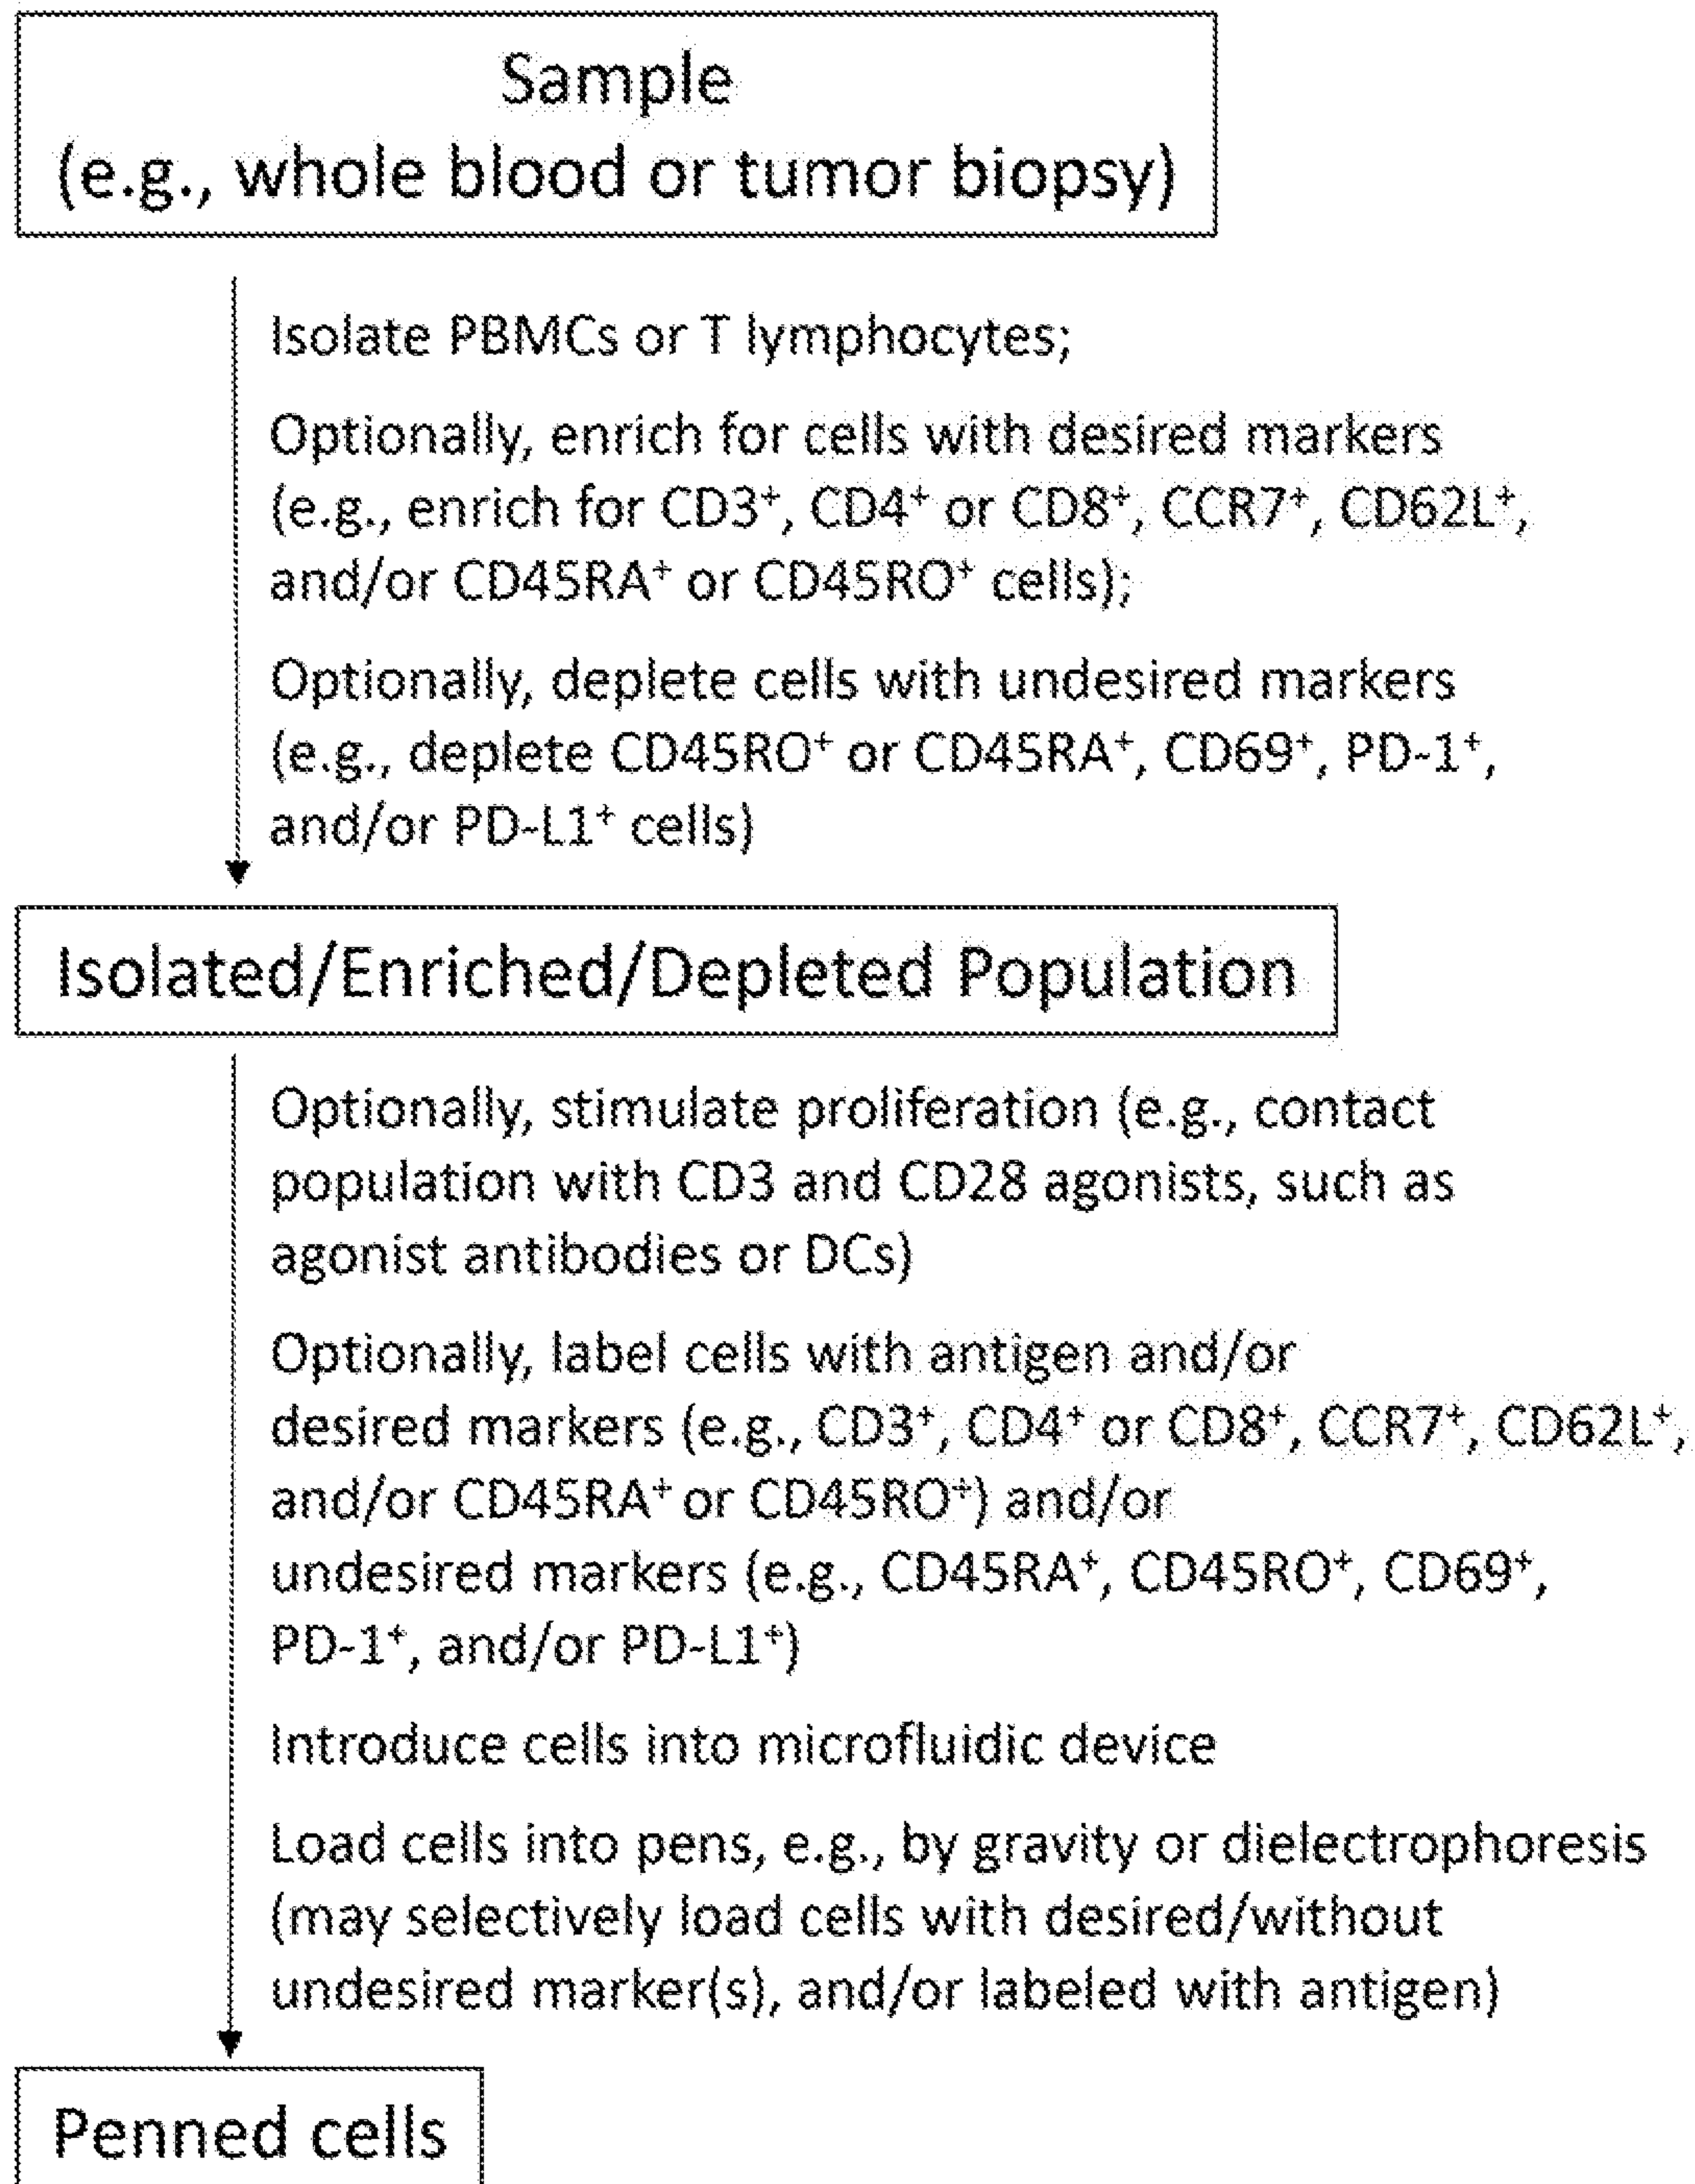 Sample
(e.g., whole blood or tumor biopsy)
Isolate PBMCs or T lymphocytes;
Optionally, enrich for cells with desired markers
(e.g., enrich for CD3⁺, CD4⁺ or CD8⁺, CCR7⁺, CD62L⁺,
and/or CD45RA⁺ or CD45RO⁺ cells);
Optionally, deplete cells with undesired markers
(e.g., deplete CD45RO⁺ or CD45RA⁺, CD69⁺, PD-1⁺,
and/or PD-L1⁺ cells)
Isolated/Enriched/Depleted Population
Optionally, stimulate proliferation (e.g., contact
population with CD3 and CD28 agonists, such as
agonist antibodies or DCs)
Optionally, label cells with antigen and/or
desired markers (e.g., CD3⁺, CD4⁺ or CD8⁺, CCR7⁺, CD62L⁺,
and/or CD45RA⁺ or CD45RO⁺) and/or
undesired markers (e.g., CD45RA⁺, CD45RO⁺, CD69⁺,
PD-1⁺, and/or PD-L1⁺)
Introduce cells into microfluidic device
Load cells into pens, e.g., by gravity or dielectrophoresis
(may selectively load cells with desired/without
undesired marker(s), and/or labeled with antigen)
Penned cells